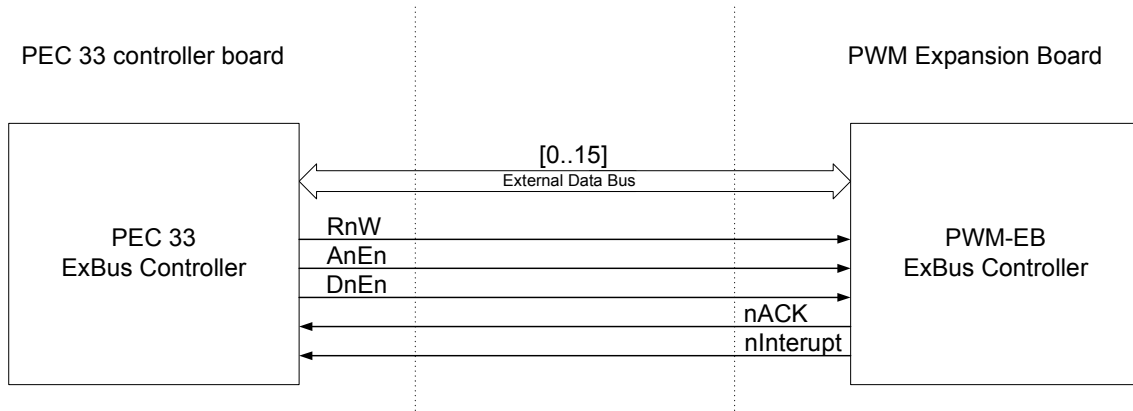 PEC 33 controller board
PWM Expansion Board
[0..15]
External Data Bus
PEC 33
ExBus Controller
RnW
AnEn
DnEn
nACK
nInterupt
PWM-EB
ExBus Controller